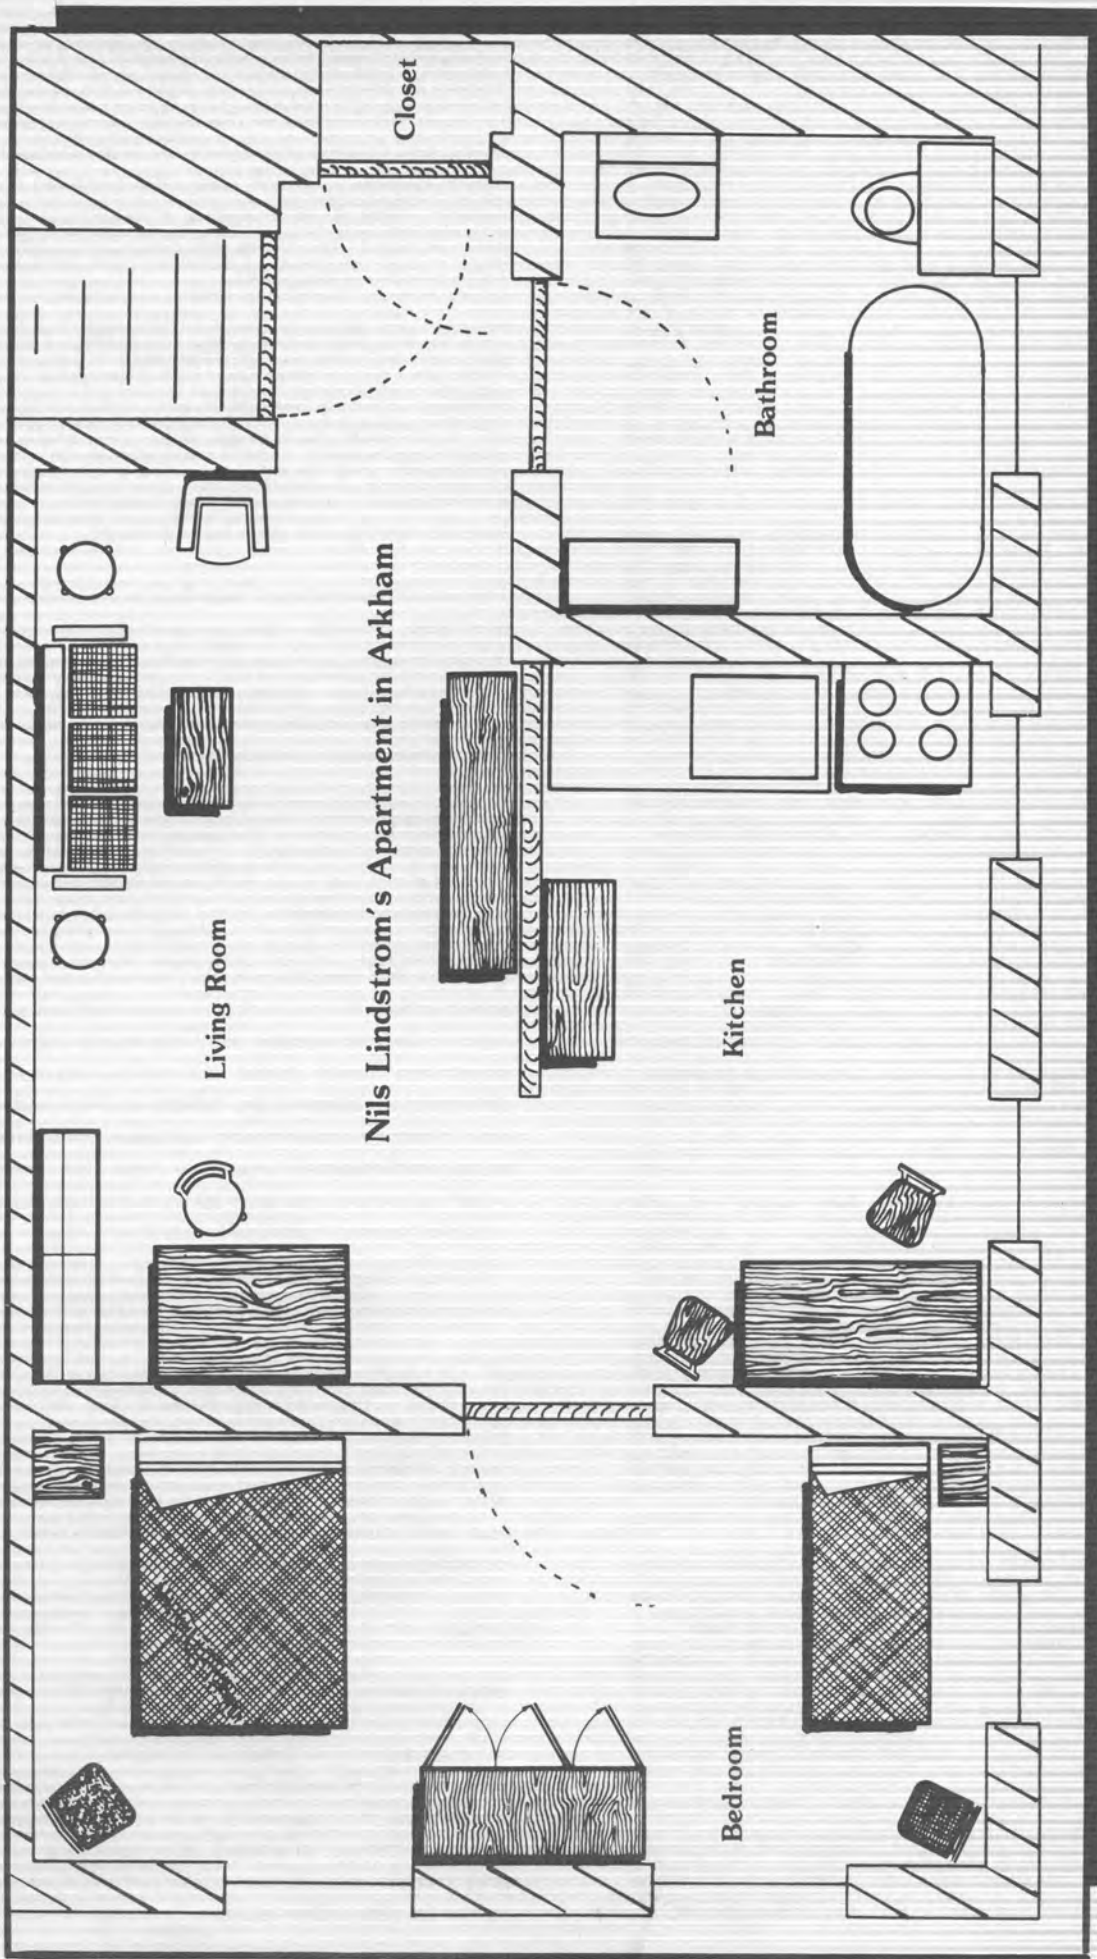 Nils Lindstrom's Apartment in Arkham
Living Room
Closet
Bathroom
Kitchen
Bedroom